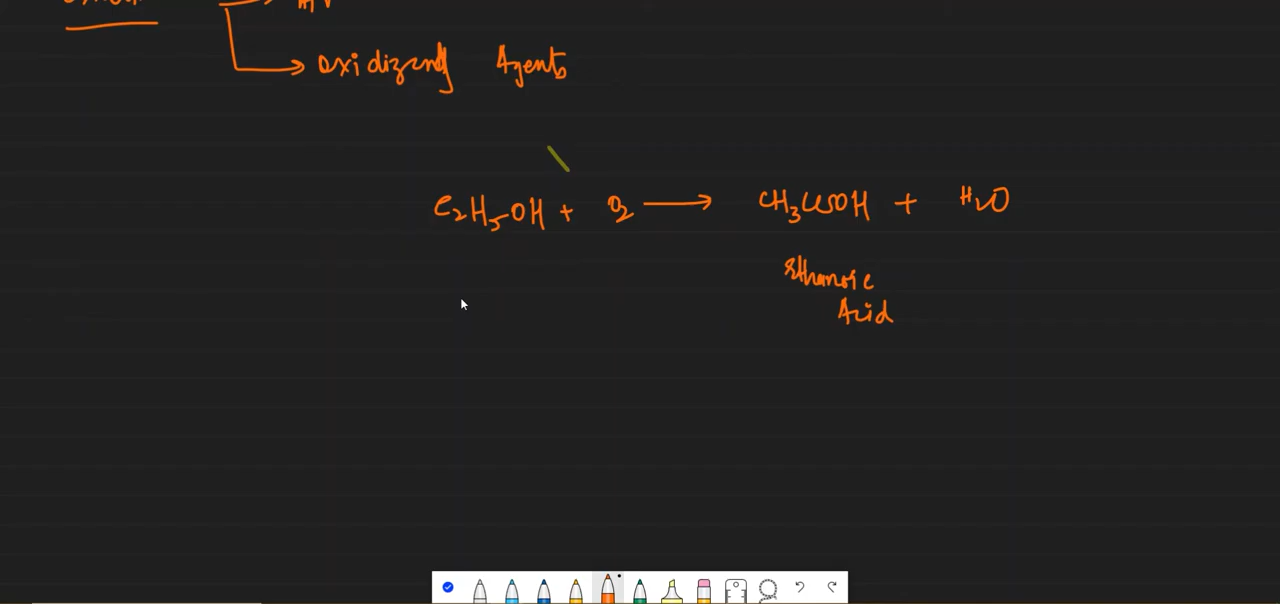 Oxidizing Agents
C₂H₅OH + O₂ ⟶ CH₃COOH + H₂O
Ethanoic
Acid